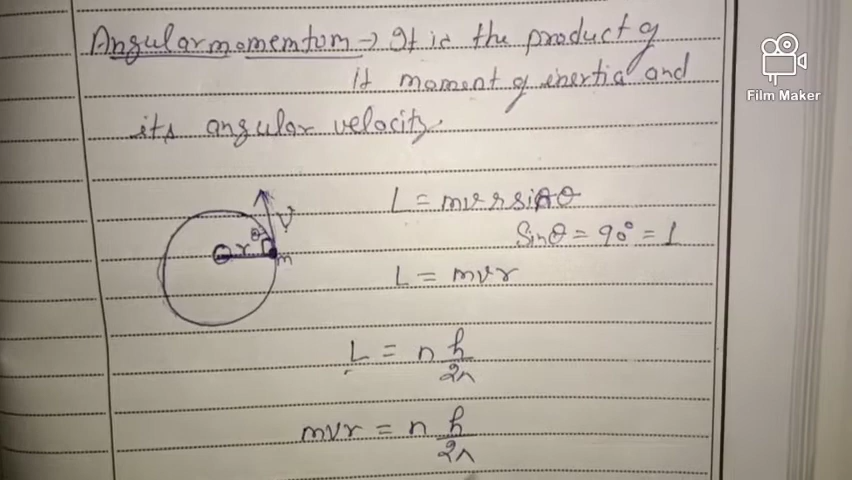 Angular momentum → It is the product of
it moment of inertia and
its angular velocity.
Film Maker
L = mvr sinθ
Sinθ = 90° = 1
V
θ
r
m
L = mvr
L = n h/2π
mvr = n h/2π